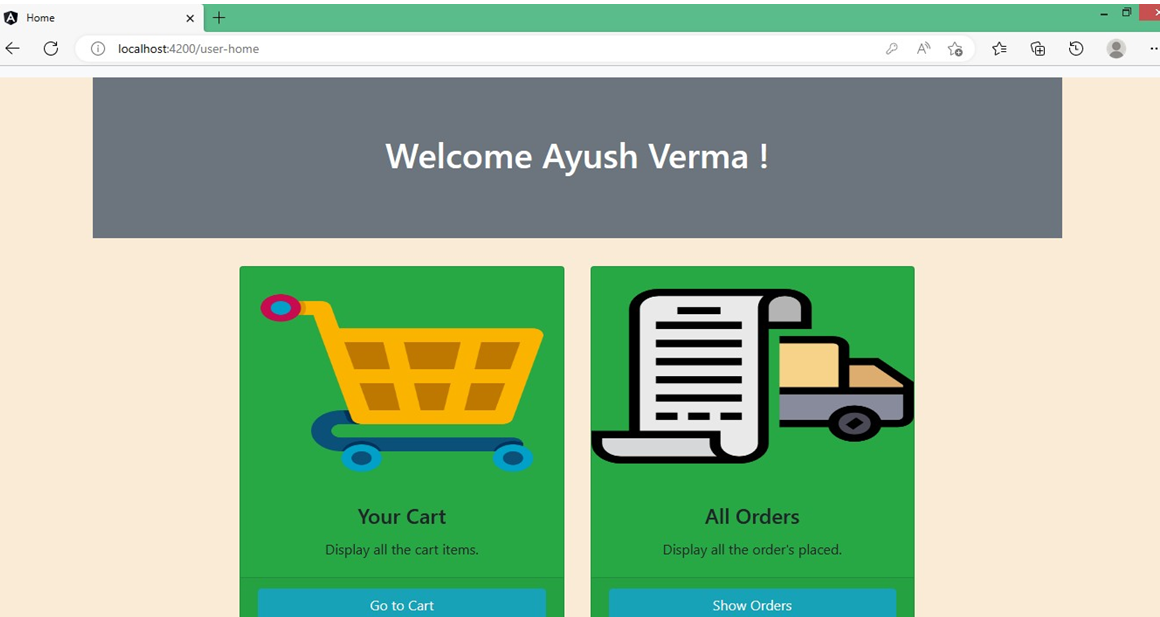 Home
localhost:4200/user-home
Welcome Ayush Verma !
Your Cart
Display all the cart items.
Go to Cart
All Orders
Display all the order's placed.
Show Orders